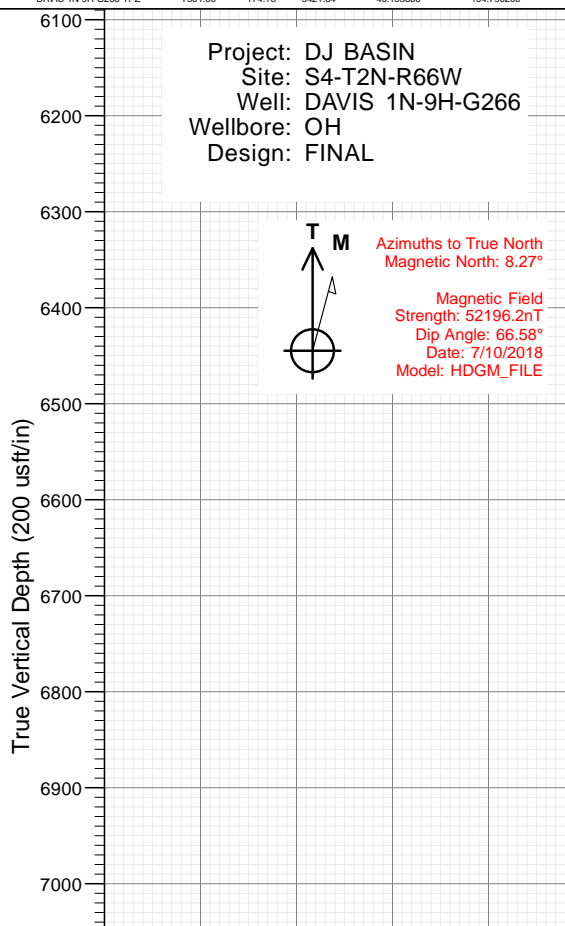 6100
Project: DJ BASIN
Site: S4-T2N-R66W
Well: DAVIS 1N-9H-G266
Wellbore: OH
Design: FINAL
6200
6300
T
M
Azimuths to True North
Magnetic North: 8.27°
Magnetic Field
Strength: 52196.2nT
Dip Angle: 66.58°
Date: 7/10/2018
Model: HDGM_FILE
6400
6500
6600
6700
6800
6900
7000
True Vertical Depth (200 usft/in)